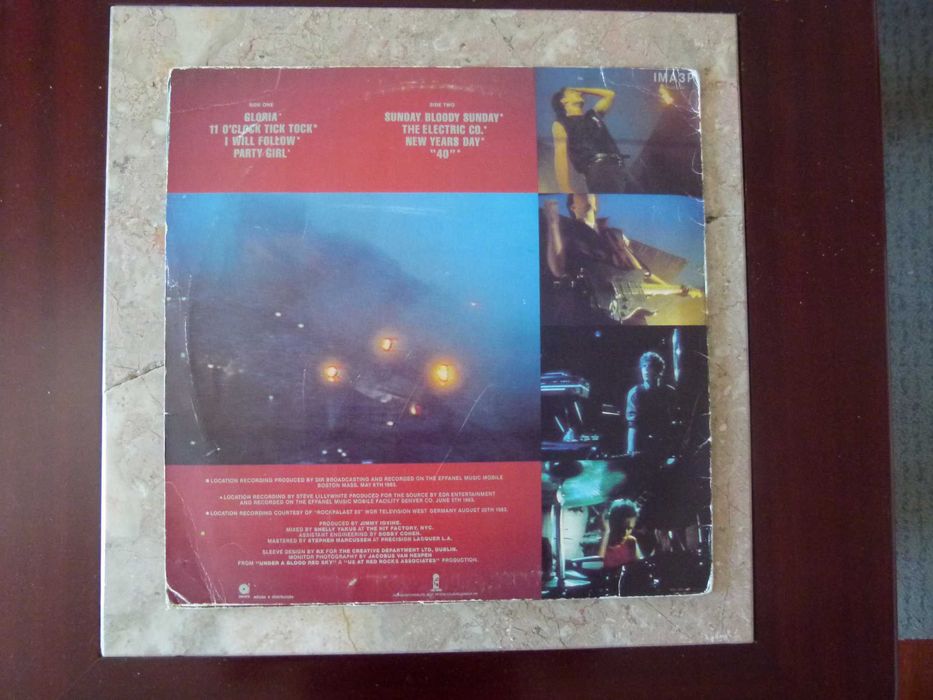 IMA3P
SIDE ONE
GLORIA*
11 O'CLOCK TICK TOCK*
I WILL FOLLOW*
PARTY GIRL*
SIDE TWO
SUNDAY BLOODY SUNDAY*
THE ELECTRIC CO.*
NEW YEARS DAY*
"40"*
LOCATION RECORDING PRODUCED BY DIR BROADCASTING AND RECORDED ON THE EFFANEL MUSIC MOBILE
BOSTON MASS. MAY 6TH 1983.
LOCATION RECORDING BY STEVE LILLYWHITE PRODUCED FOR THE SOURCE BY EDR ENTERTAINMENT
AND RECORDED ON THE EFFANEL MUSIC MOBILE FACILITY DENVER CO. JUNE 5TH 1983.
LOCATION RECORDING COURTESY OF "ROCKPALAST 83" WDR TELEVISION WEST GERMANY AUGUST 20TH 1983.
PRODUCED BY JIMMY IOVINE.
MIXED BY SHELLY YAKUS AT THE HIT FACTORY, NYC.
ASSISTANT ENGINEERING BY BOBBY COHEN.
MASTERED BY STEPHEN MARCUSSEN AT PRECISION LACQUER L.A.
SLEEVE DESIGN BY RX FOR THE CREATIVE DEPARTMENT LTD, DUBLIN.
MONITOR PHOTOGRAPHY BY JACOBUS VAN HESPEN
FROM "UNDER A BLOOD RED SKY" A "U2 AT RED ROCKS ASSOCIATES" PRODUCTION.